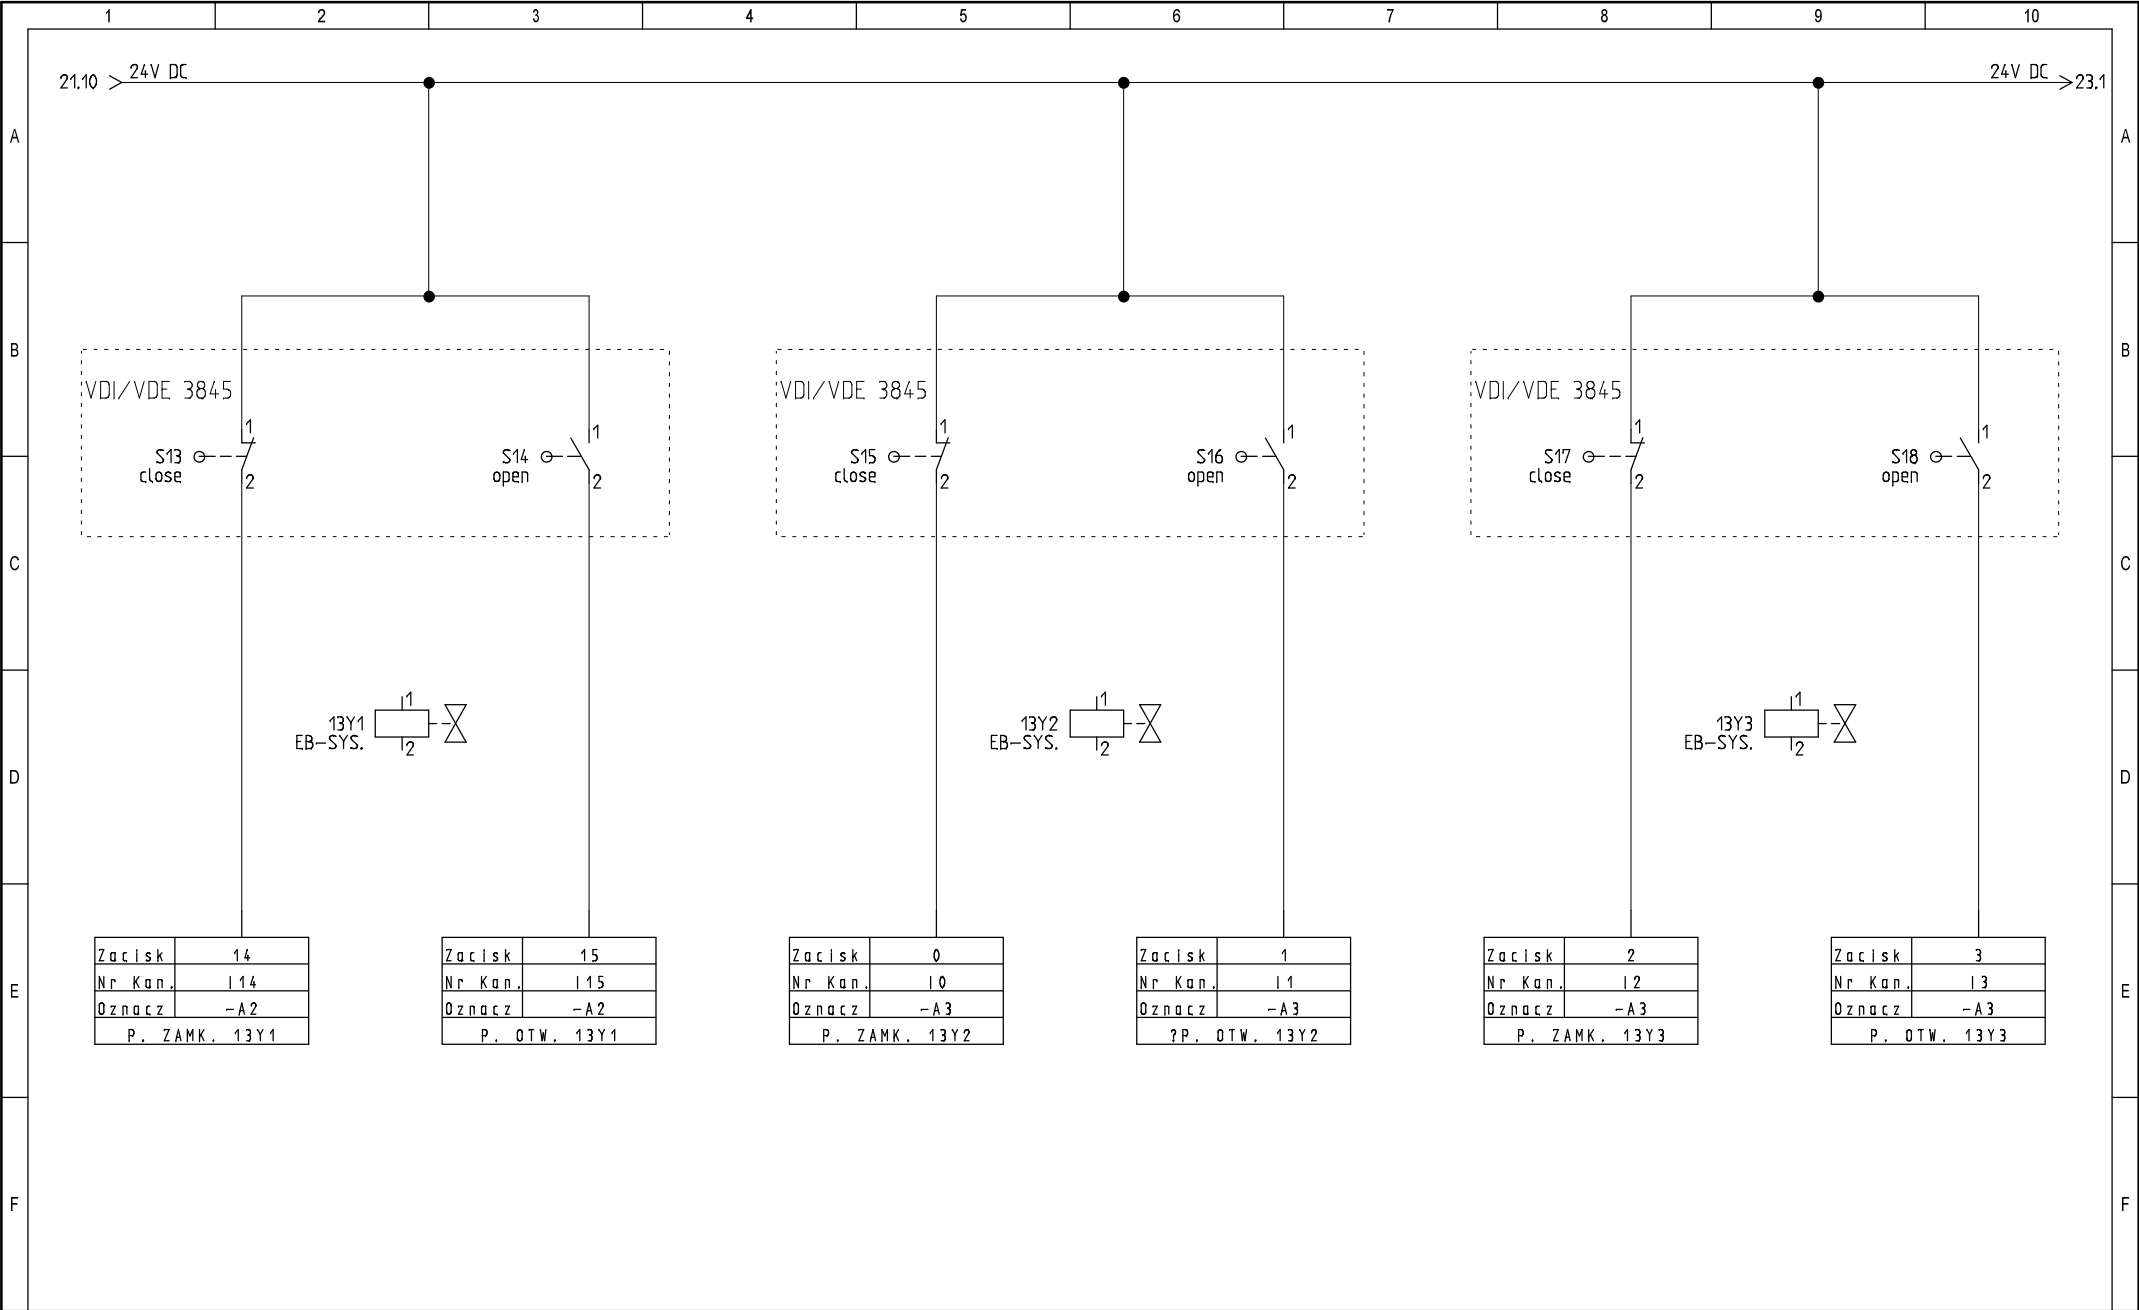 1 2 3 4 5 6 7 8 9 10
21.10 24V DC 24V DC 23.1
A A
B B
VDI/VDE 3845 VDI/VDE 3845 VDI/VDE 3845
1 1 1 1 1 1
S13 S14 S15 S16 S17 S18
close open close open close open
2 2 2 2 2 2
C C
1 1 1
13Y1 13Y2 13Y3
EB-SYS. EB-SYS. EB-SYS.
2 2 2
D D
Zacisk 14 Zacisk 15 Zacisk 0 Zacisk 1 Zacisk 2 Zacisk 3
E Nr Kan. I14 Nr Kan. I15 Nr Kan. I0 Nr Kan. I1 Nr Kan. I2 Nr Kan. I3 E
Oznacz -A2 Oznacz -A2 Oznacz -A3 Oznacz -A3 Oznacz -A3 Oznacz -A3
P. ZAMK. 13Y1 P. OTW. 13Y1 P. ZAMK. 13Y2 ?P. OTW. 13Y2 P. ZAMK. 13Y3 P. OTW. 13Y3
F F